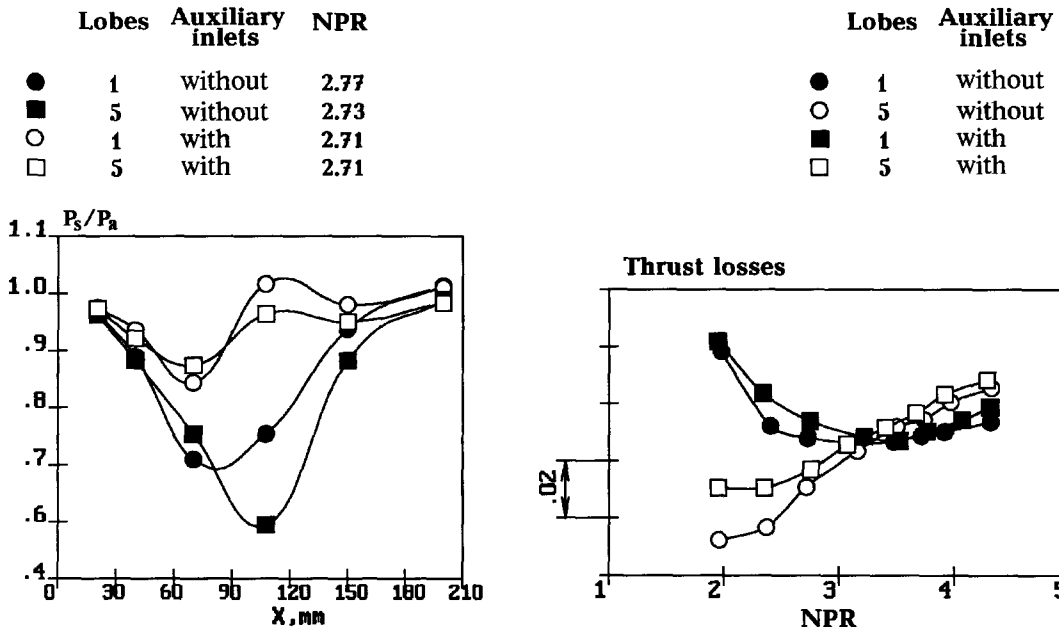 Lobes Auxiliary inlets NPR
● 1 without 2.77
■ 5 without 2.73
○ 1 with 2.71
□ 5 with 2.71
Lobes Auxiliary inlets
● 1 without
○ 5 without
■ 1 with
□ 5 with
Ps/Pa
1.1
1.0
.9
.8
.7
.6
.4
0 30 60 90 120 150 180 210
X,mm
Thrust losses
.02
1 2 3 4 5
NPR